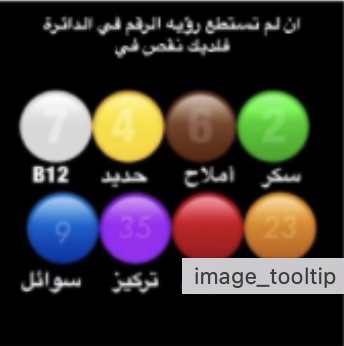 ان لم تستطع رؤيه الرقم في الدائرة
فلديك نقص في
7 4 6 2
B12 حديد أملاح سكر
9 35 23
سوائل تركيز
image_tooltip